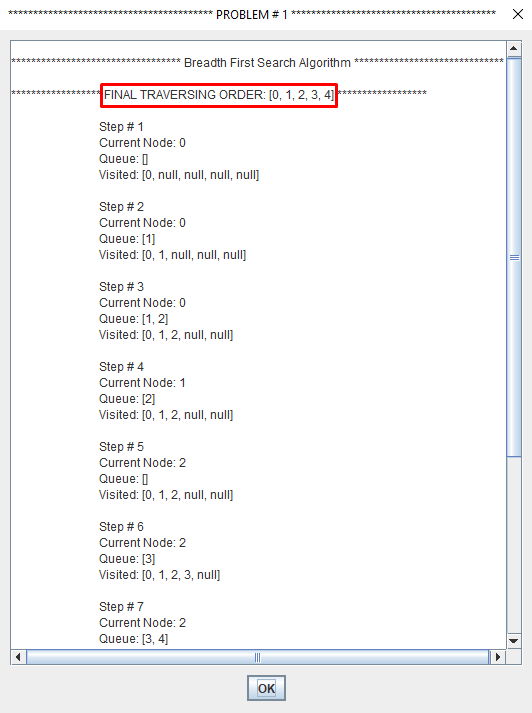 **************************************** PROBLEM # 1 ****************************************
********************************** Breadth First Search Algorithm ******************************
****************** FINAL TRAVERSING ORDER: [0, 1, 2, 3, 4] ******************
Step # 1
Current Node: 0
Queue: []
Visited: [0, null, null, null, null]
Step # 2
Current Node: 0
Queue: [1]
Visited: [0, 1, null, null, null]
Step # 3
Current Node: 0
Queue: [1, 2]
Visited: [0, 1, 2, null, null]
Step # 4
Current Node: 1
Queue: [2]
Visited: [0, 1, 2, null, null]
Step # 5
Current Node: 2
Queue: []
Visited: [0, 1, 2, null, null]
Step # 6
Current Node: 2
Queue: [3]
Visited: [0, 1, 2, 3, null]
Step # 7
Current Node: 2
Queue: [3, 4]
OK